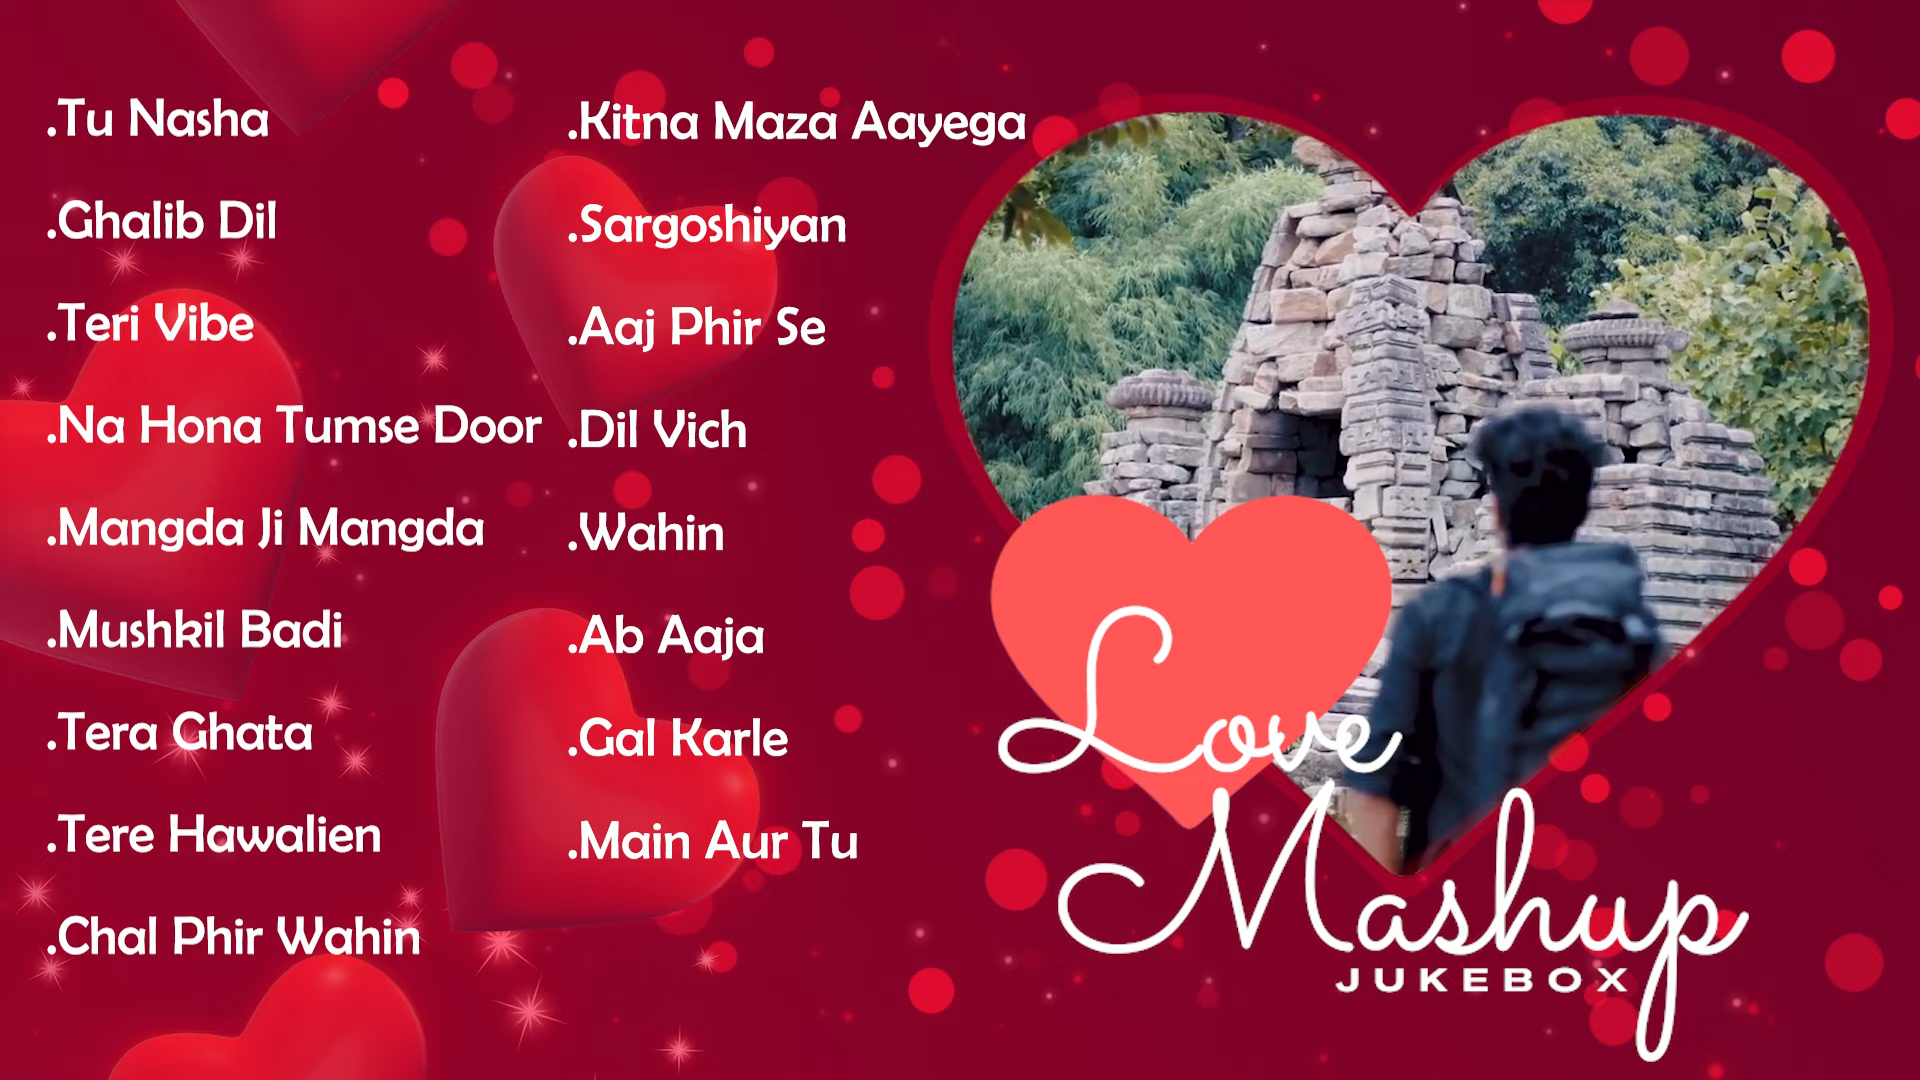 .Tu Nasha
.Ghalib Dil
.Teri Vibe
.Na Hona Tumse Door
.Mangda Ji Mangda
.Mushkil Badi
.Tera Ghata
.Tere Hawalien
.Chal Phir Wahin
.Kitna Maza Aayega
.Sargoshiyan
.Aaj Phir Se
.Dil Vich
.Wahin
.Ab Aaja
.Gal Karle
.Main Aur Tu
Love
Mashup
JUKEBOX